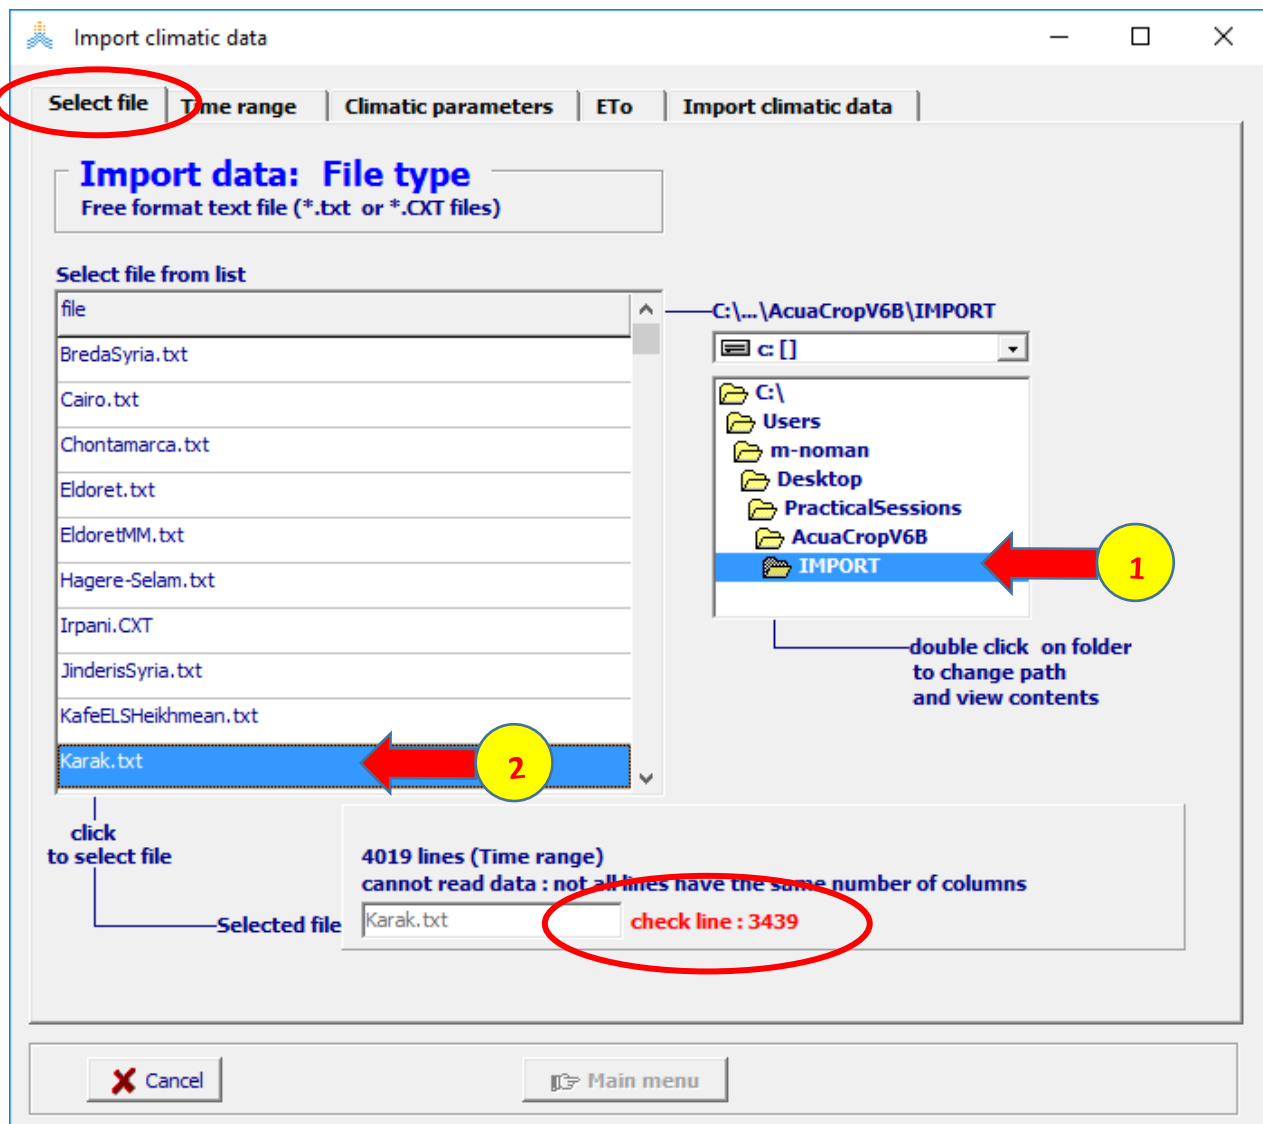 Import climatic data
Select file
Time range
Climatic parameters
ETo
Import climatic data
Import data:  File type
Free format text file (*.txt  or *.CXT files)
Select file from list
file
BredaSyria.txt
Cairo.txt
Chontamarca.txt
Eldoret.txt
EldoretMM.txt
Hagere-Selam.txt
Irpani.CXT
JinderisSyria.txt
KafeELSHeikhmean.txt
Karak.txt
2
C:\...\AcuaCropV6B\IMPORT
c: []
C:\
Users
m-noman
Desktop
PracticalSessions
AcuaCropV6B
IMPORT
1
double click  on folder
to change path
and view contents
click
to select file
4019 lines (Time range)
cannot read data : not all lines have the same number of columns
Selected file
Karak.txt
check line : 3439
Cancel
Main menu